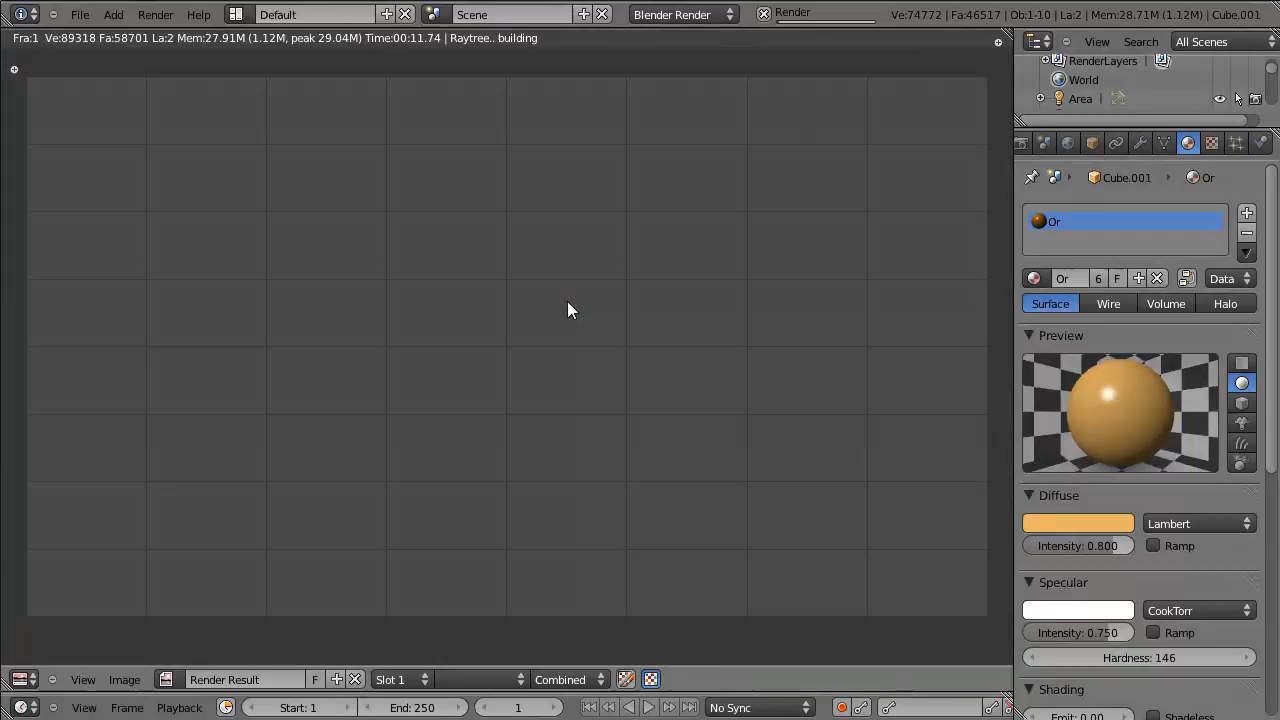 File Add Render Help Default Scene Blender Render Render Ve:74772 | Fa:46517 | Ob:1-10 | La:2 | Mem:28.71M (1.12M) | Cube.001
Fra:1 Ve:89318 Fa:58701 La:2 Mem:27.91M (1.12M, peak 29.04M) Time:00:11.74 | Raytree.. building
View Search All Scenes
RenderLayers |
World
Area |
Cube.001 Or
Or
Or 6 F Data
Surface Wire Volume Halo
Preview
Diffuse
Lambert
Intensity: 0.800 Ramp
Specular
CookTorr
Intensity: 0.750 Ramp
Hardness: 146
Shading
Emit: 0.00 Shadeless
View Image Render Result F Slot 1 Combined
View Frame Playback Start: 1 End: 250 1 No Sync